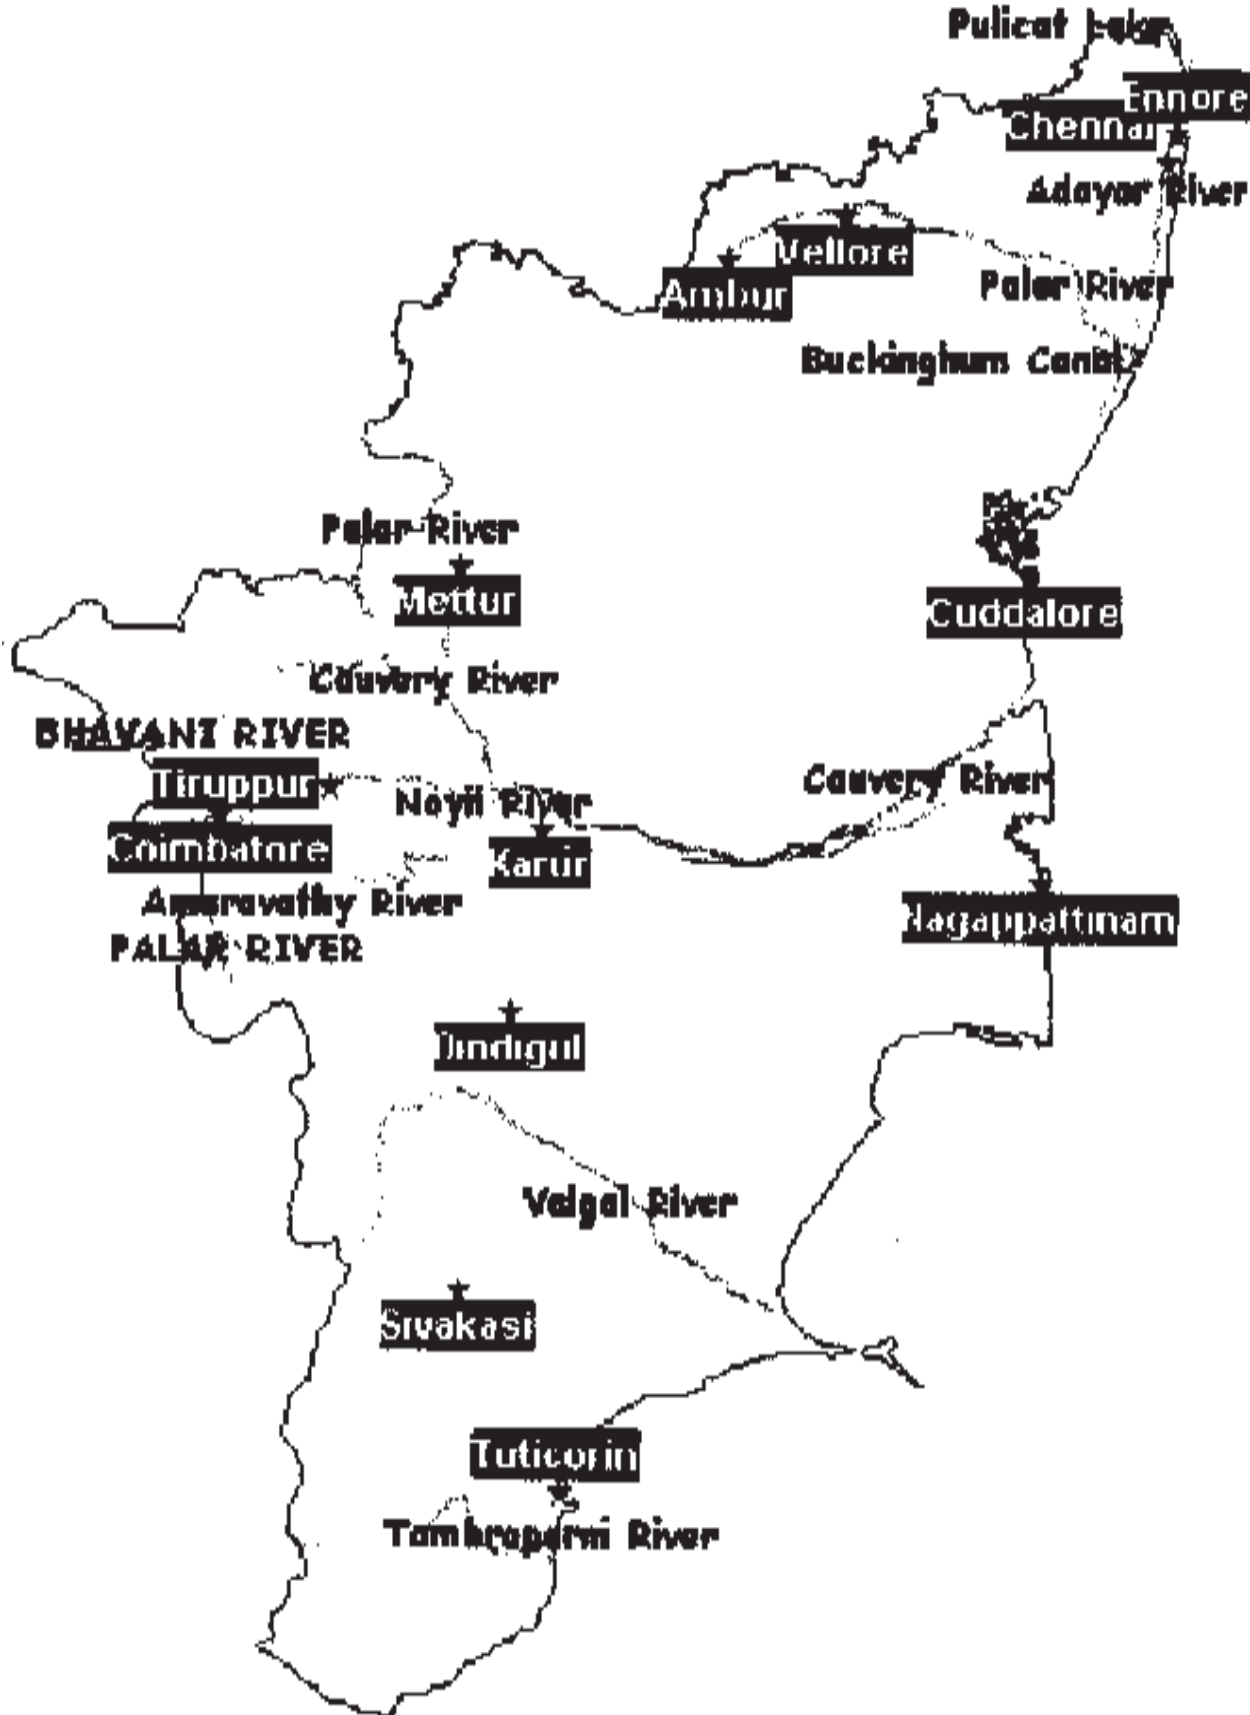 Pulicat Lake
Ennore
Chennai
Adayar River
Vellore
Ambur
Palar River
Buckinghum Canal
Palar River
Mettur
Cuddalore
Cauvery River
BHAVANI RIVER
Tiruppur
Cauvery River
Noyil River
Coimbatore
Karur
Amaravathy River
Nagappattinam
PALAR RIVER
Dindigul
Vaigai River
Sivakasi
Tuticorin
Tambraparni River